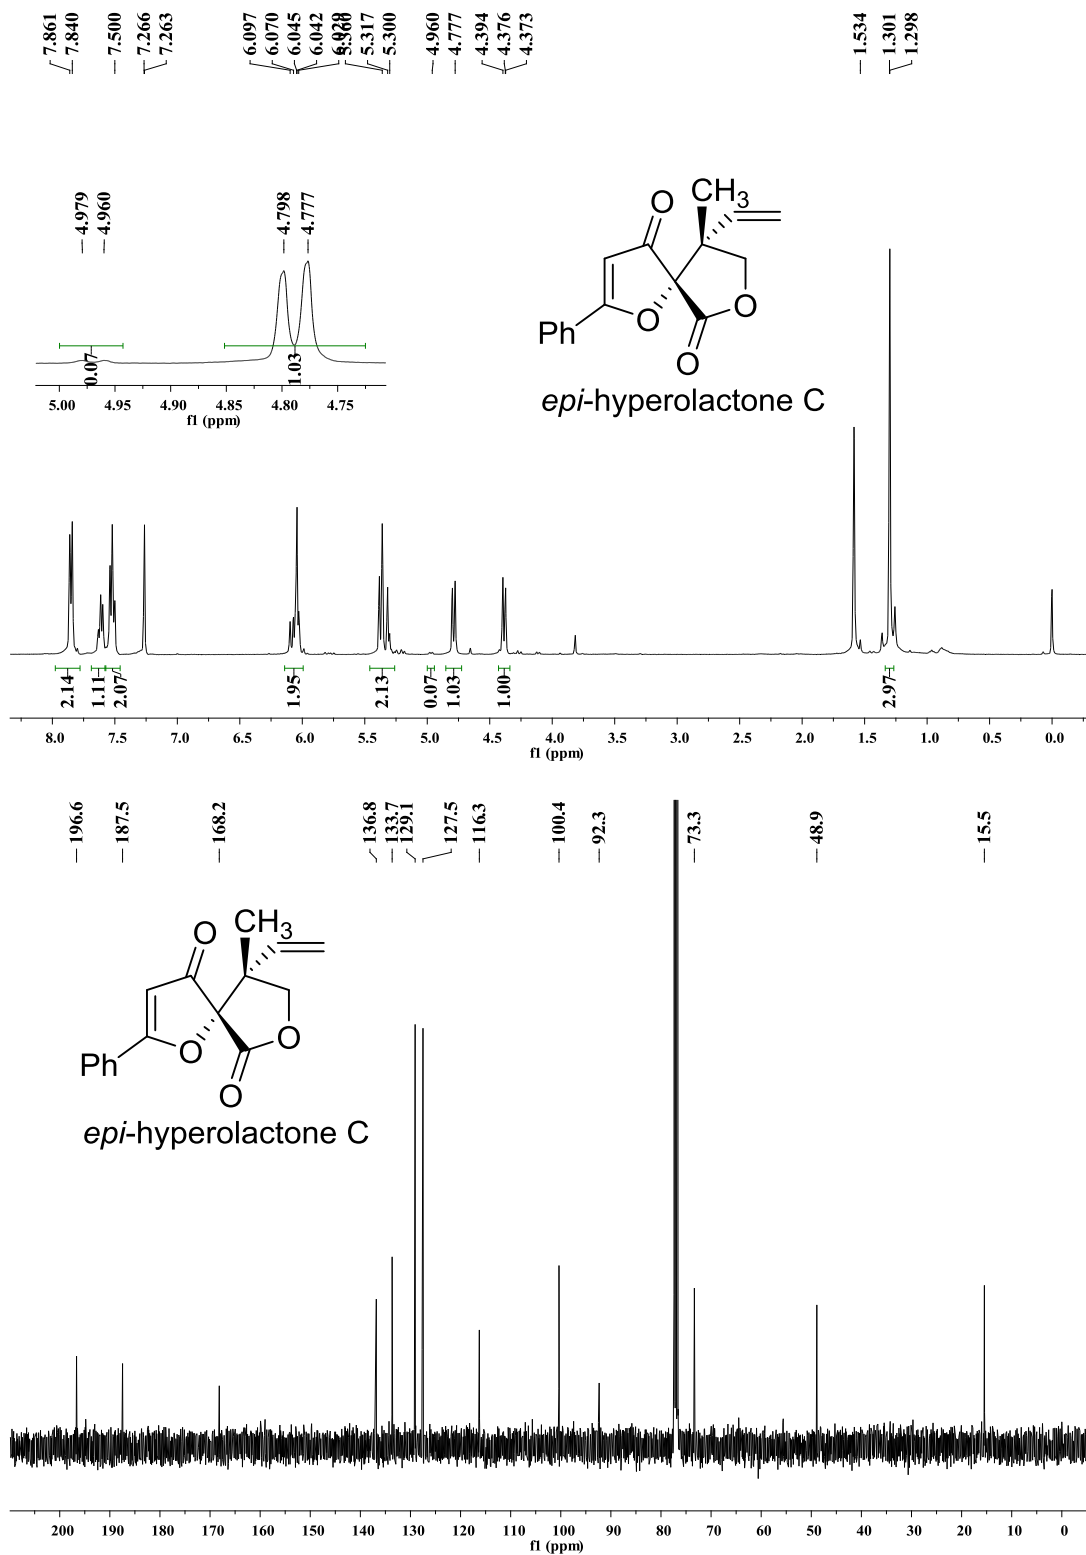 7.861 7.840 7.500 7.266 7.263 6.097 6.070 6.045 6.042 5.317 5.300 4.960 4.777 4.394 4.376 4.373 1.534 1.301 1.298
4.979 4.960 4.798 4.777
0.07 1.03
5.00 4.95 4.90 4.85 4.80 4.75
f1 (ppm)
O CH3
O
Ph O
O
epi-hyperolactone C
2.14 1.11 2.07 1.95 2.13 0.07 1.03 1.00 2.97
8.0 7.5 7.0 6.5 6.0 5.5 5.0 4.5 4.0 3.5 3.0 2.5 2.0 1.5 1.0 0.5 0.0
f1 (ppm)
196.6 187.5 168.2 136.8 133.7 129.1 127.5 116.3 100.4 92.3 73.3 48.9 15.5
O CH3
O
Ph O
O
epi-hyperolactone C
200 190 180 170 160 150 140 130 120 110 100 90 80 70 60 50 40 30 20 10 0
f1 (ppm)